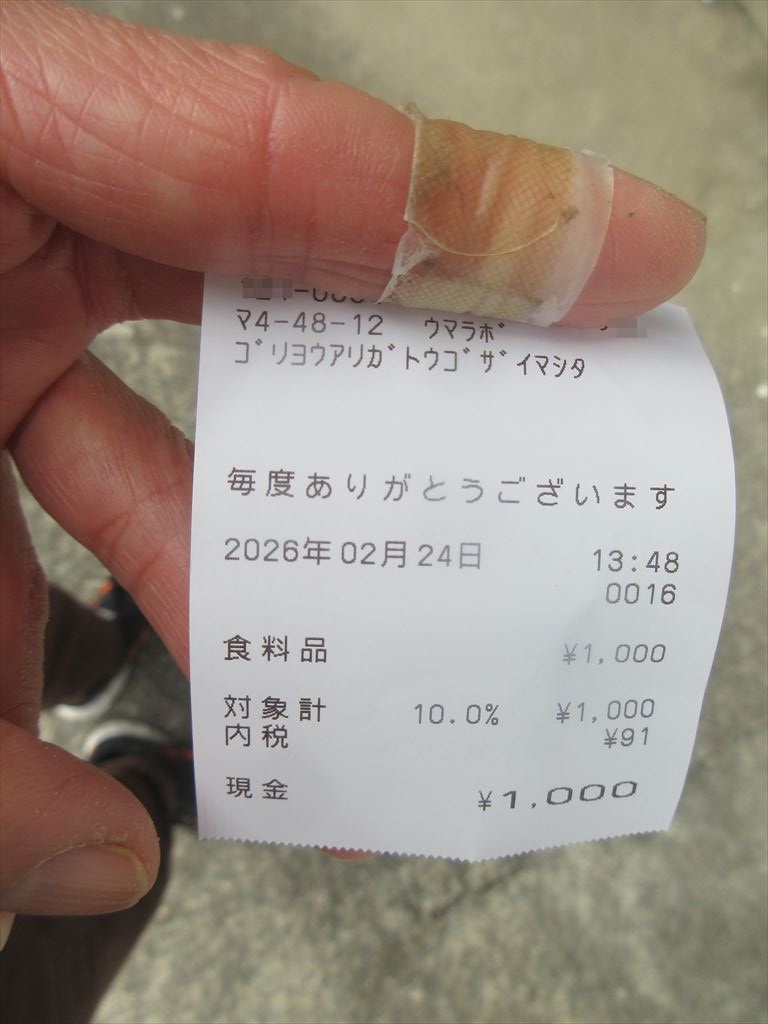 マ4-48-12 ウマラボ
ゴリヨウアリガトウゴザイマシタ
毎度ありがとうございます
2026年02月24日 13:48
0016
食料品 ¥1,000
対象計 10.0% ¥1,000
内税 ¥91
現金 ¥1,000